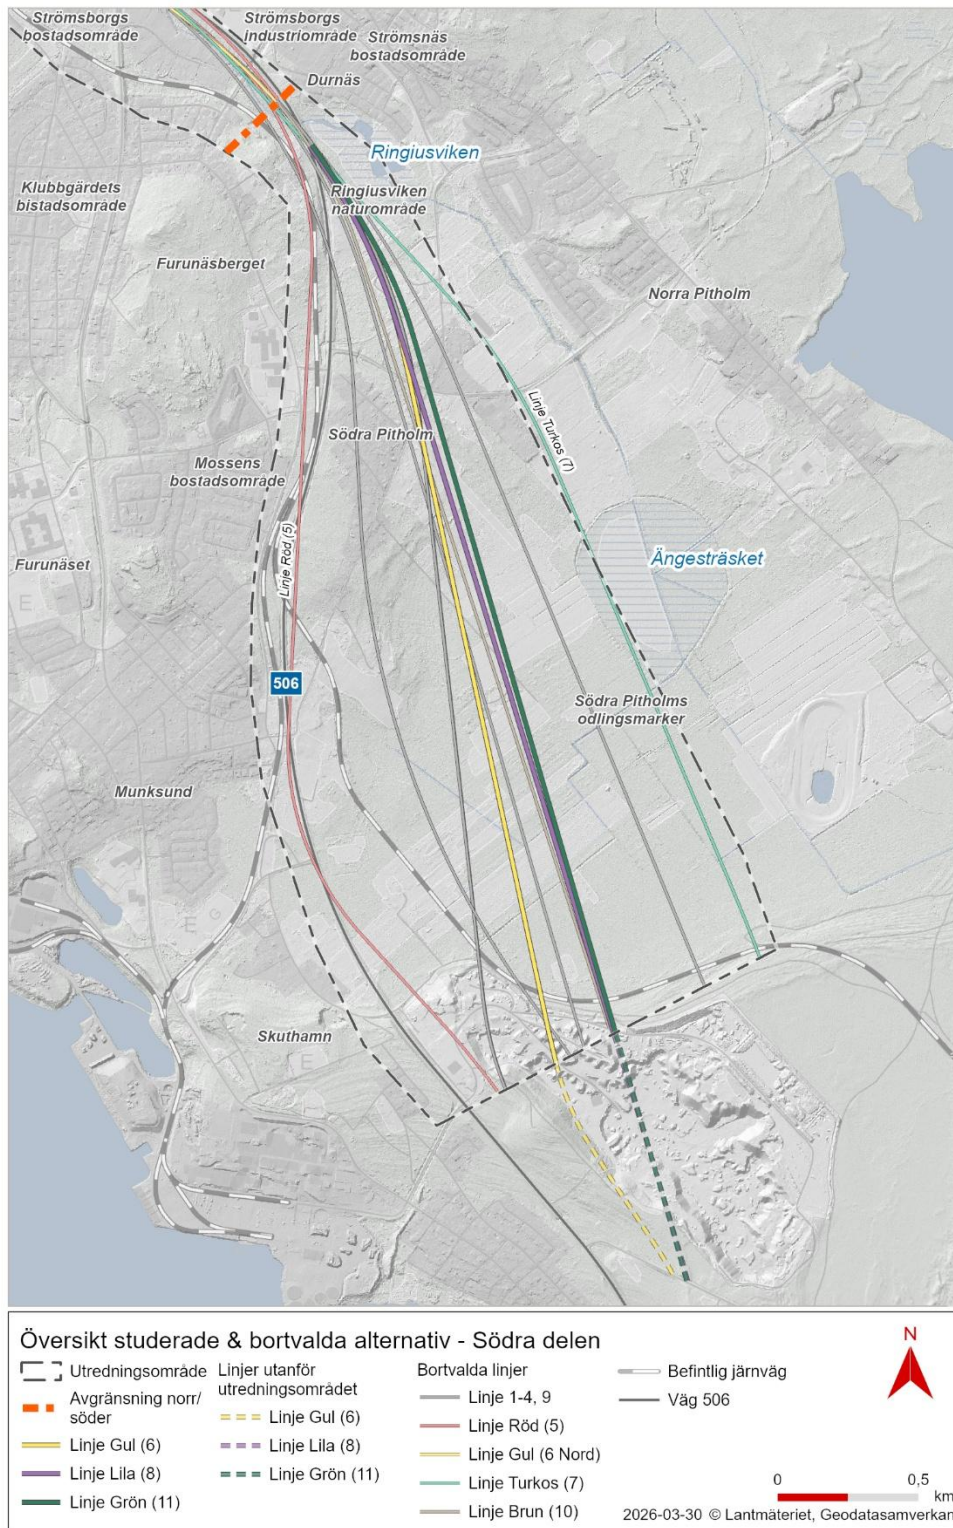 Strömsborgs
bostadsområde
Strömsborgs
industriområde
Strömsnäs
bostadsområde
Durnäs
Ringiusviken
Klubbgärdets
bistadsområde
Ringiusviken
naturområde
Furunäsberget
Norra Pitholm
Linje Turkos (7)
Södra Pitholm
Mossens
bostadsområde
Linje Röd (5)
Furunäset
Ängesträsket
E
506
Södra Pitholms
odlingsmarker
Munksund
E
G
Skuthamn
E
Översikt studerade & bortvalda alternativ - Södra delen
Utredningsområde
Avgränsning norr/
söder
Linje Gul (6)
Linje Lila (8)
Linje Grön (11)
Linjer utanför
utredningsområdet
Linje Gul (6)
Linje Lila (8)
Linje Grön (11)
Bortvalda linjer
Linje 1-4, 9
Linje Röd (5)
Linje Gul (6 Nord)
Linje Turkos (7)
Linje Brun (10)
Befintlig järnväg
Väg 506
N
0 0,5
km
2026-03-30 © Lantmäteriet, Geodatasamverkan